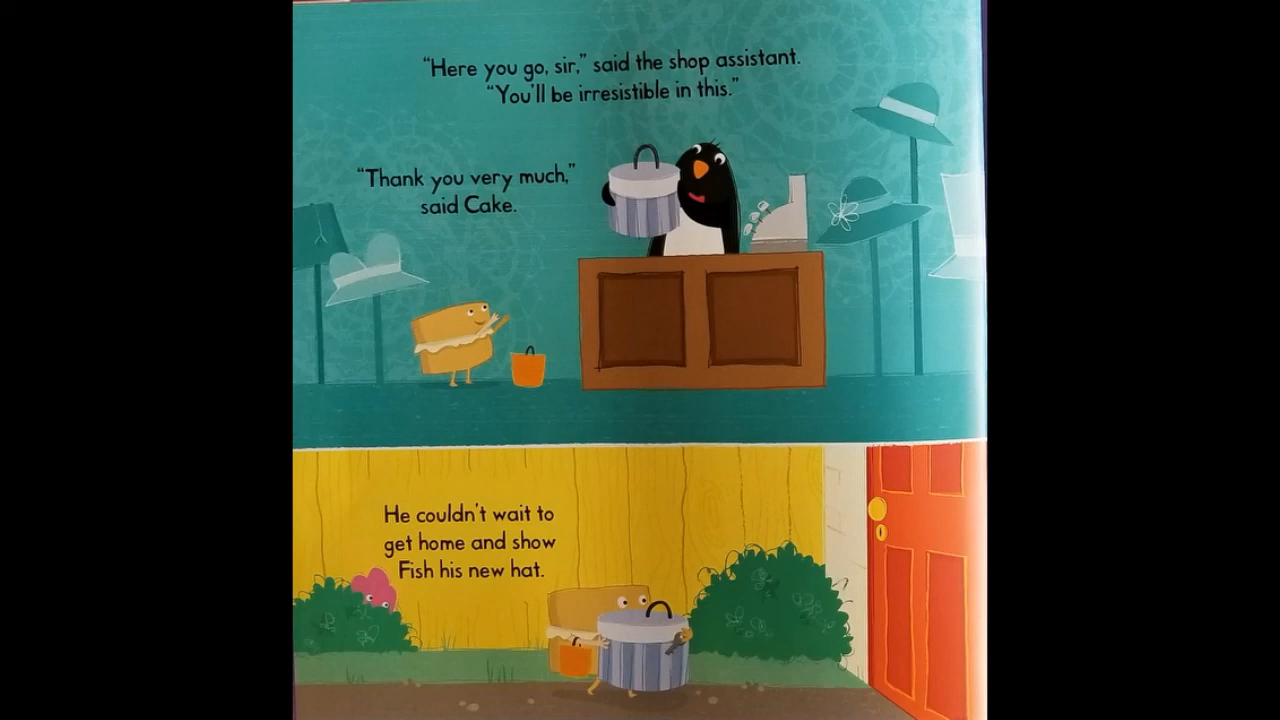 “Here you go, sir,” said the shop assistant.
“You’ll be irresistible in this.”
“Thank you very much,”
said Cake.
He couldn’t wait to
get home and show
Fish his new hat.